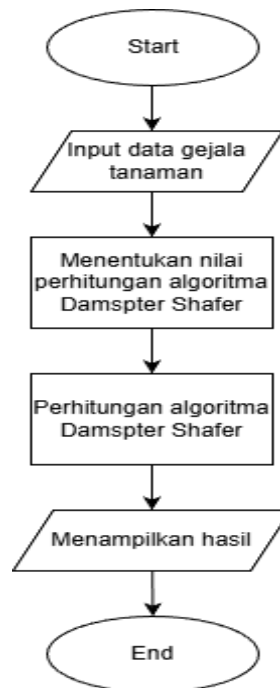 Start
Input data gejala
tanaman
Menentukan nilai
perhitungan algoritma
Damspter Shafer
Perhitungan algoritma
Damspter Shafer
Menampilkan hasil
End